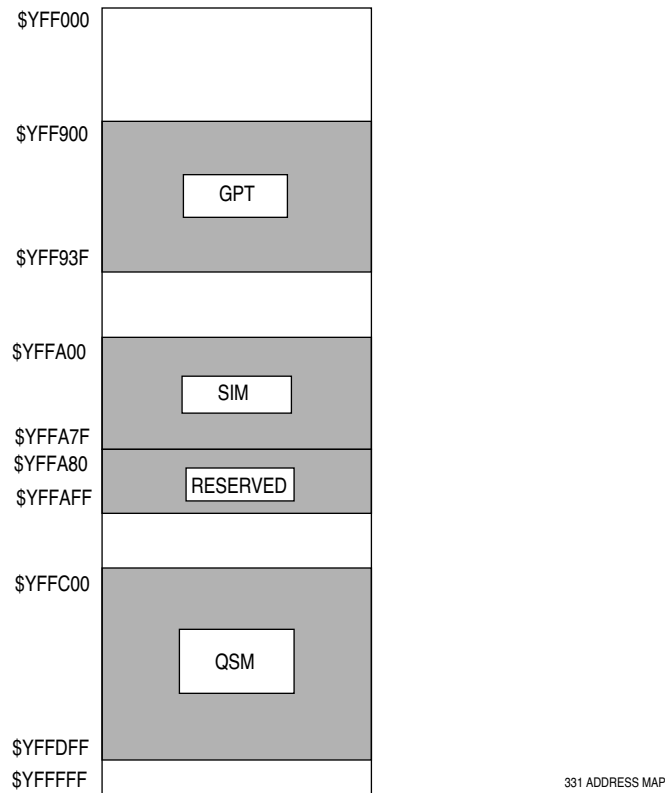 $YFF000
$YFF900
GPT
$YFF93F
$YFFA00
SIM
$YFFA7F
$YFFA80
RESERVED
$YFFAFF
$YFFC00
QSM
$YFFDFF
$YFFFFF
331 ADDRESS MAP